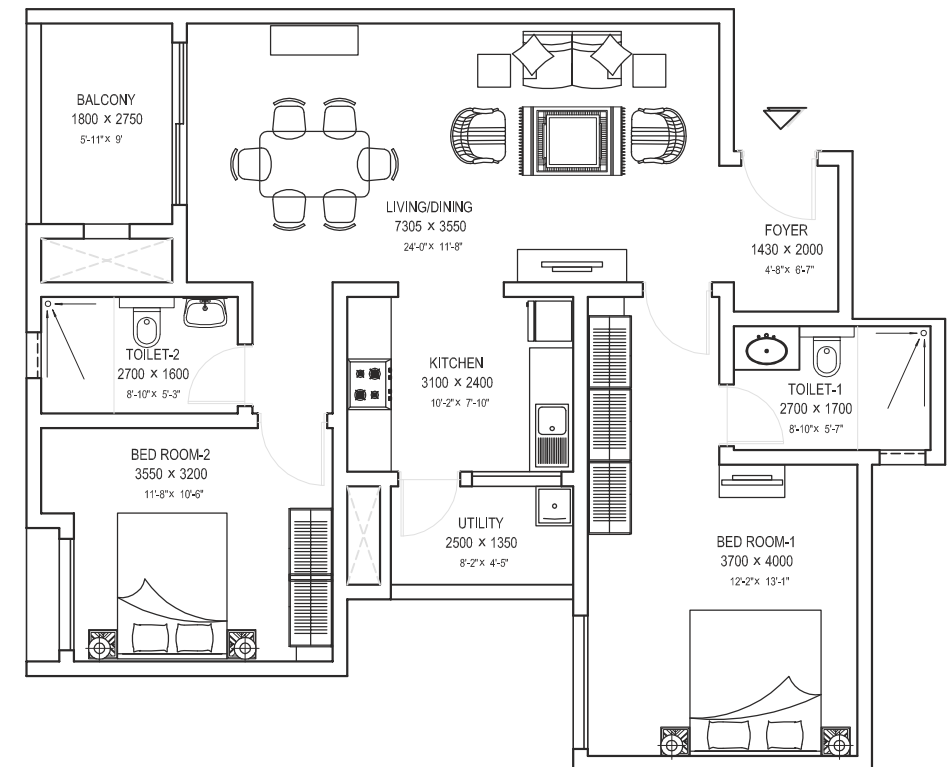 BALCONY
1800 × 2750
5'-11"× 9'
LIVING/DINING
7305 × 3550
24'-0"× 11'-8"
FOYER
1430 × 2000
4'-8"× 6'-7"
TOILET-2
2700 × 1600
8'-10"× 5'-3"
KITCHEN
3100 × 2400
10'-2"× 7'-10"
TOILET-1
2700 × 1700
8'-10"× 5'-7"
BED ROOM-2
3550 × 3200
11'-8"× 10'-6"
UTILITY
2500 × 1350
8'-2"× 4'-5"
BED ROOM-1
3700 × 4000
12'-2"× 13'-1"